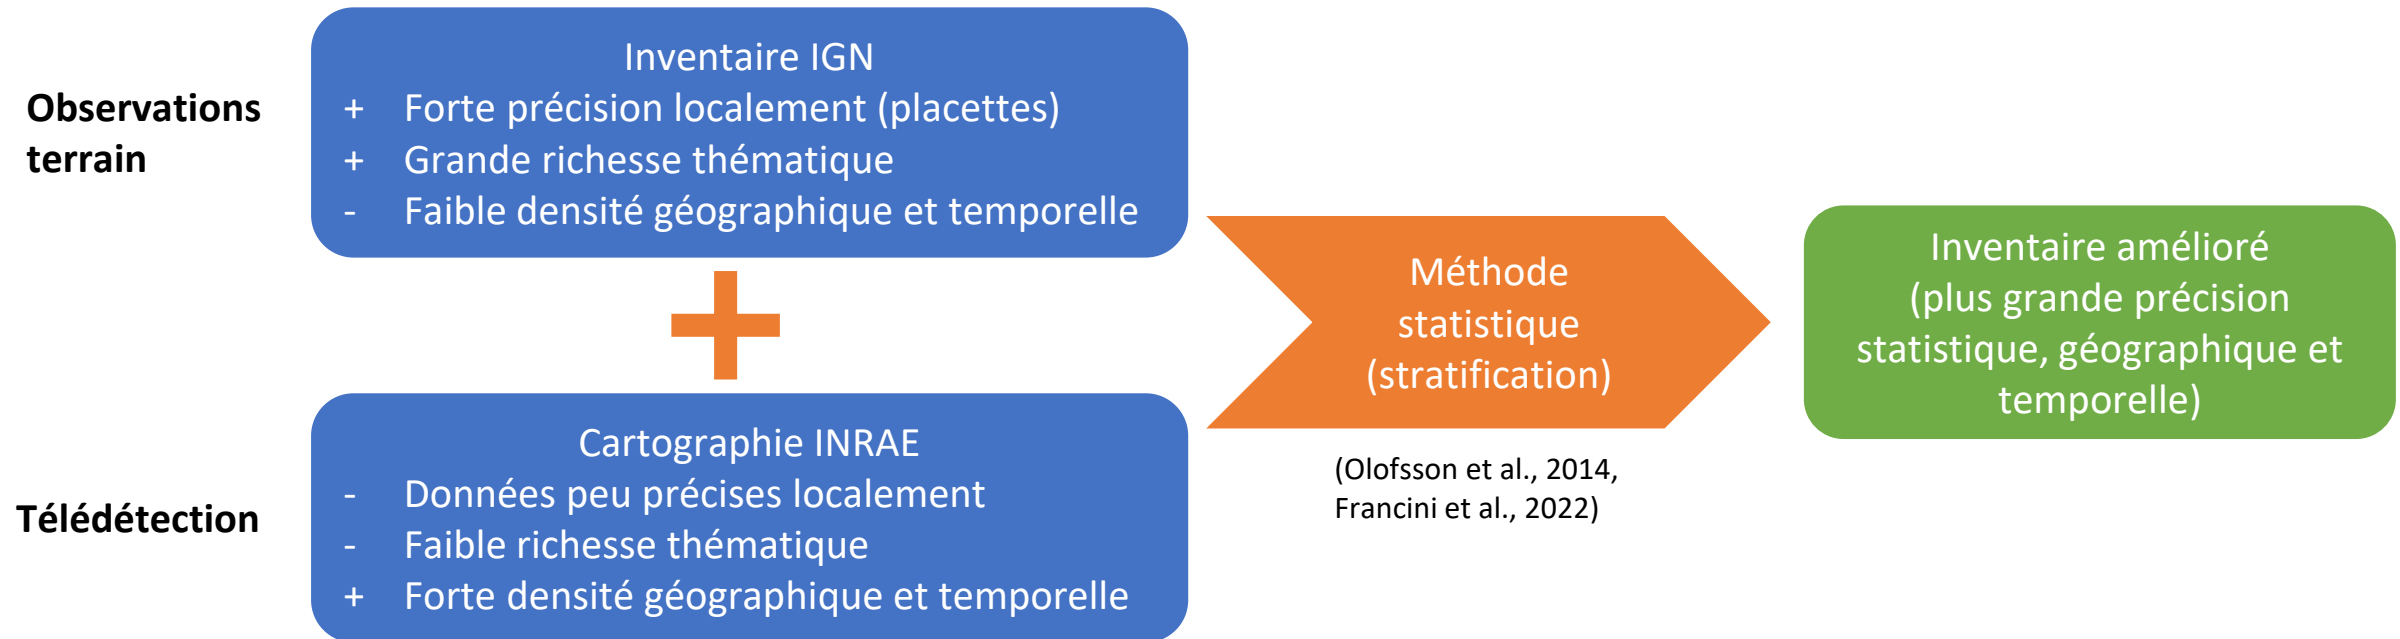 Observations
terrain
Inventaire IGN
+ Forte précision localement (placettes)
+ Grande richesse thématique
- Faible densité géographique et temporelle
Télédétection
Cartographie INRAE
- Données peu précises localement
- Faible richesse thématique
+ Forte densité géographique et temporelle
Méthode
statistique
(stratification)
(Olofsson et al., 2014,
Francini et al., 2022)
Inventaire amélioré
(plus grande précision
statistique, géographique et
temporelle)